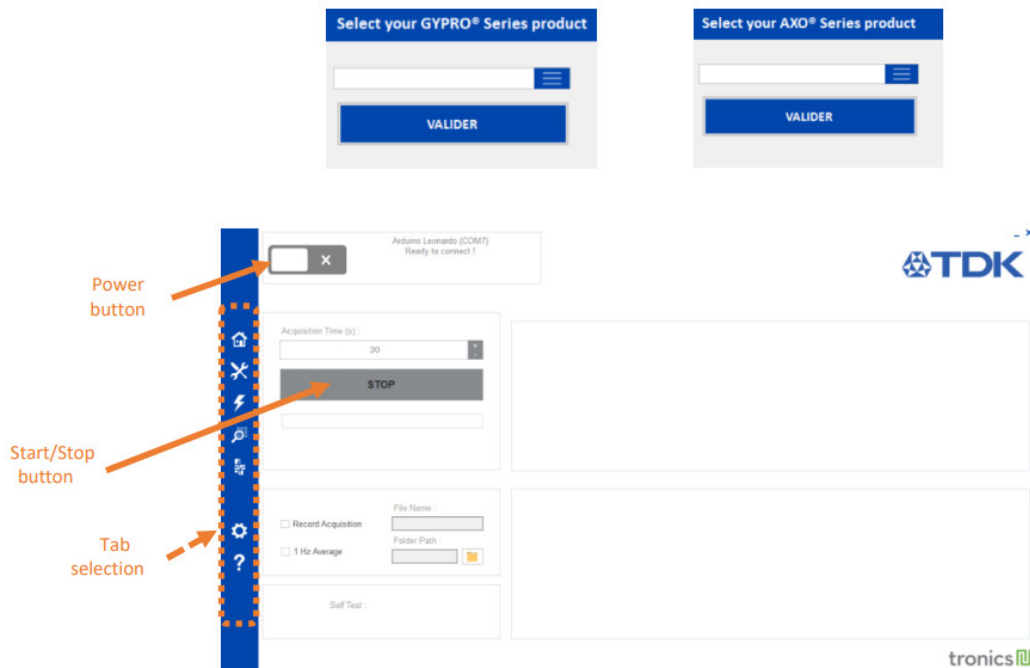 Select your GYPRO® Series product
Select your AXO® Series product
VALIDER
VALIDER
Arduino Leonardo (COM7)
Ready to connect !
TDK
Power
button
Acquisition Time (s) :
30
STOP
Start/Stop
button
File Name :
Record Acquisition
Folder Path :
1 Hz Average
Tab
selection
?
Self Test :
tronics